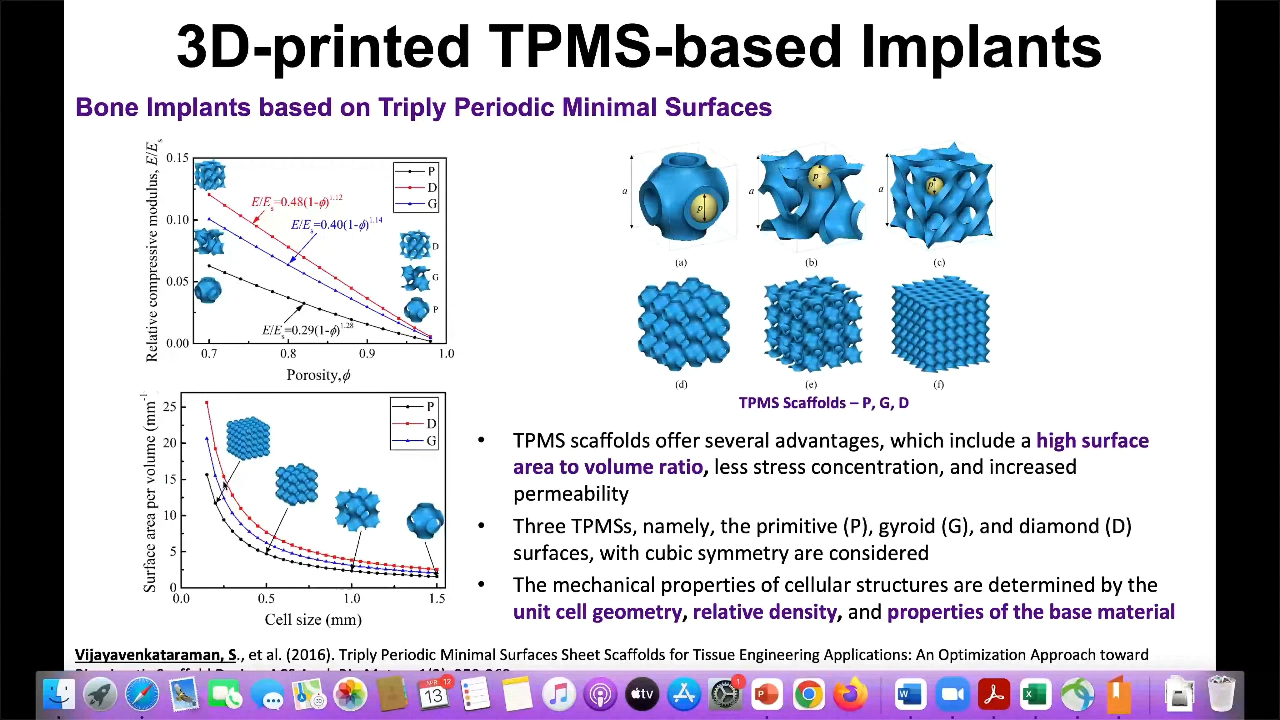 3D-printed TPMS-based Implants
Bone Implants based on Triply Periodic Minimal Surfaces
Relative compressive modulus, E/Es
0.15
0.10
0.05
0.00
0.7
0.8
0.9
1.0
Porosity,ϕ
P
D
G
E/Es=0.48(1-ϕ)^1.12
E/Es=0.40(1-ϕ)^1.14
E/Es=0.29(1-ϕ)^1.28
D
G
P
Surface area per volume (mm-1
25
20
15
10
5
0
0.0
0.5
1.0
1.5
Cell size (mm)
P
D
G
a
p
a
p
a
p
(a)
(b)
(c)
(d)
(e)
(f)
TPMS Scaffolds – P, G, D
• TPMS scaffolds offer several advantages, which include a high surface
area to volume ratio, less stress concentration, and increased
permeability
• Three TPMSs, namely, the primitive (P), gyroid (G), and diamond (D)
surfaces, with cubic symmetry are considered
• The mechanical properties of cellular structures are determined by the
unit cell geometry, relative density, and properties of the base material
Vijayavenkataraman, S., et al. (2016). Triply Periodic Minimal Surfaces Sheet Scaffolds for Tissue Engineering Applications: An Optimization Approach toward
APR 12
13
tv
1
P
W
X